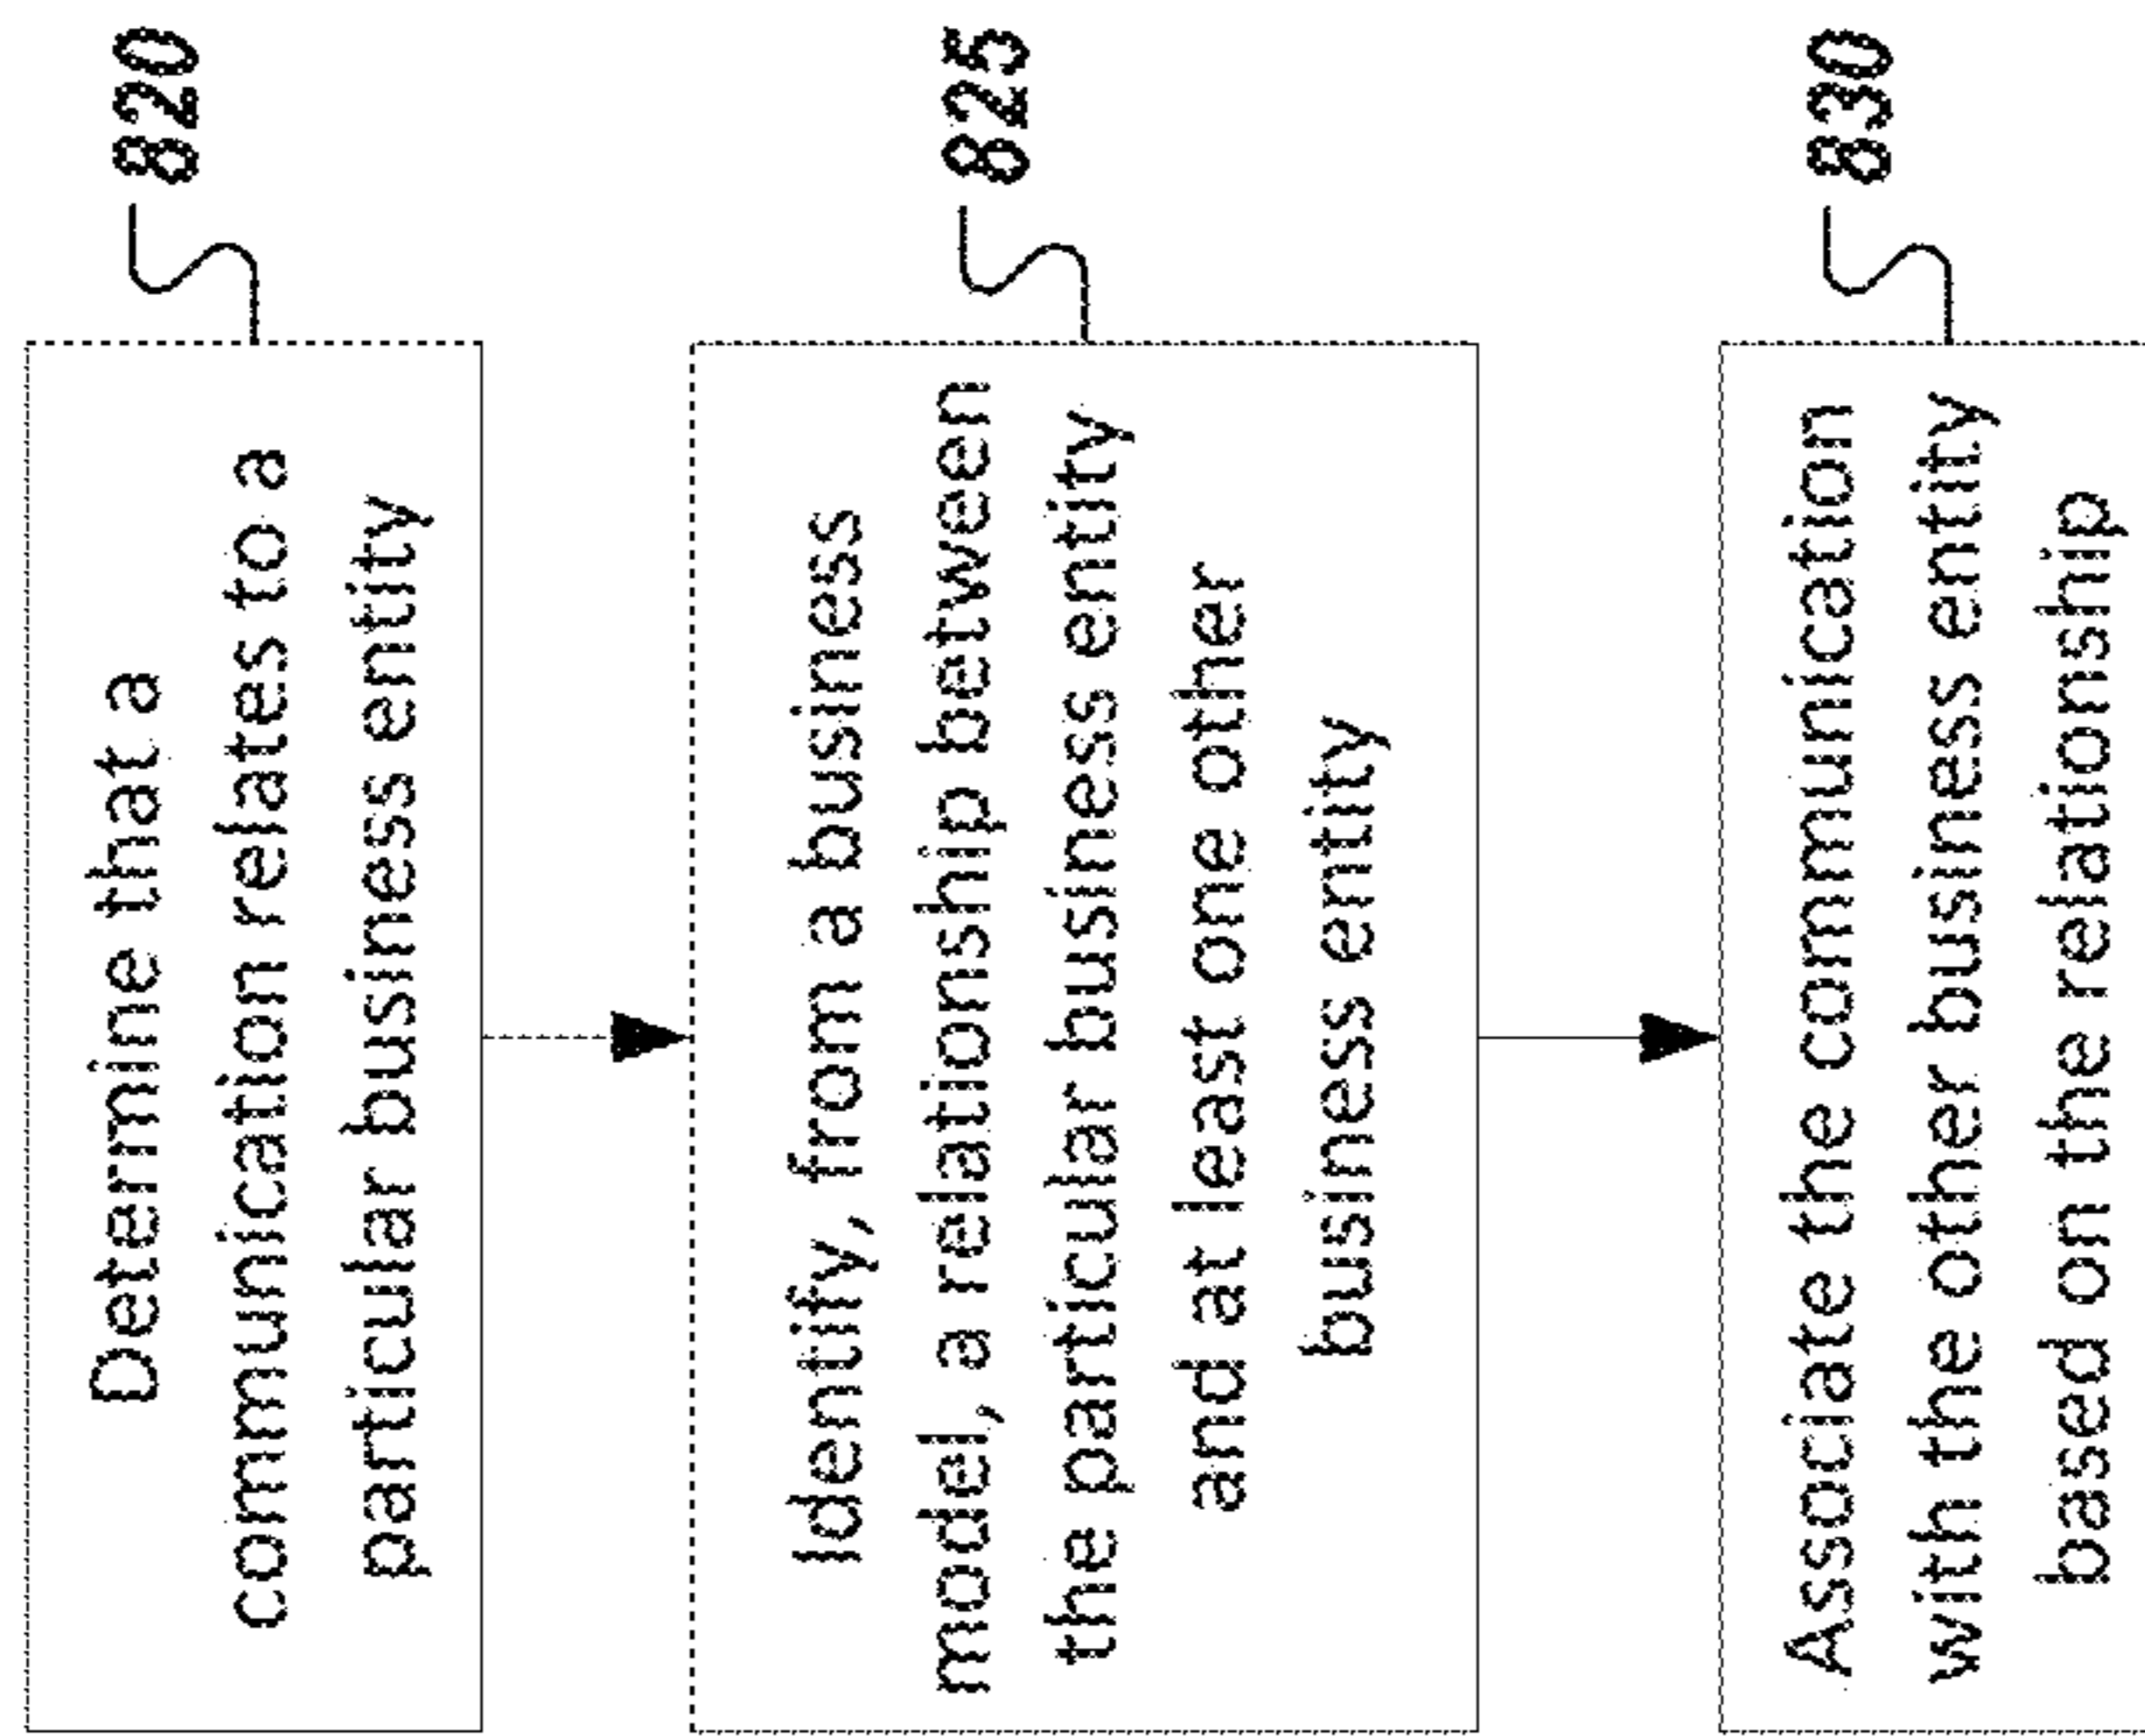 Determine that a
communication relates to a
particular business entity
820
Identify, from a business
model, a relationship between
the particular business entity
and at least one other
business entity
825
Associate the communication
with the other business entity
based on the relationship
830